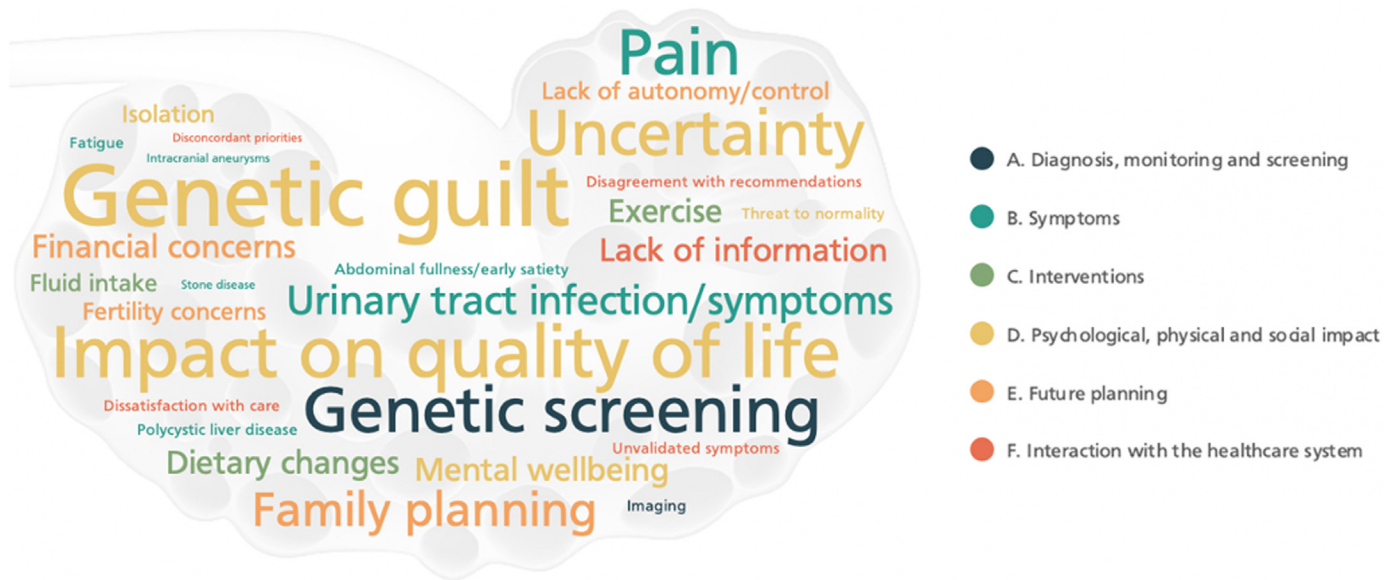 Pain
Lack of autonomy/control
Isolation
Uncertainty
Fatigue
Disconcordant priorities
Intracranial aneurysms
Genetic guilt
Disagreement with recommendations
Exercise
Threat to normality
Financial concerns
Lack of information
Abdominal fullness/early satiety
Fluid intake
Stone disease
Urinary tract infection/symptoms
Fertility concerns
Impact on quality of life
Genetic screening
Dissatisfaction with care
Polycystic liver disease
Unvalidated symptoms
Dietary changes
Mental wellbeing
Family planning
Imaging
A. Diagnosis, monitoring and screening
B. Symptoms
C. Interventions
D. Psychological, physical and social impact
E. Future planning
F. Interaction with the healthcare system